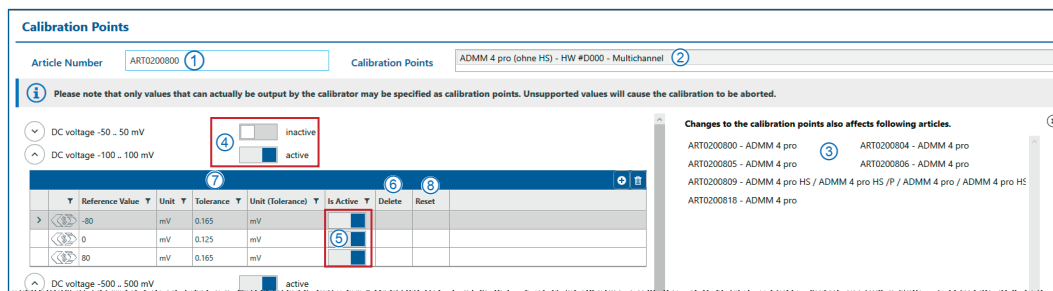 Calibration Points
Article Number ART0200800 1 Calibration Points ADMM 4 pro (ohne HS) - HW #D000 - Multichannel 2
i Please note that only values that can actually be output by the calibrator may be specified as calibration points. Unsupported values will cause the calibration to be aborted.
DC voltage -50 .. 50 mV 4 inactive
DC voltage -100 .. 100 mV active
7 6 8
Reference Value Unit Tolerance Unit (Tolerance) Is Active Delete Reset
-80 mV 0.165 mV
0 mV 0.125 mV 5
80 mV 0.165 mV
DC voltage -500 .. 500 mV active
Changes to the calibration points also affects following articles.
ART0200800 - ADMM 4 pro 3 ART0200804 - ADMM 4 pro
ART0200805 - ADMM 4 pro ART0200806 - ADMM 4 pro
ART0200809 - ADMM 4 pro HS / ADMM 4 pro HS /P / ADMM 4 pro / ADMM 4 pro HS
ART0200818 - ADMM 4 pro